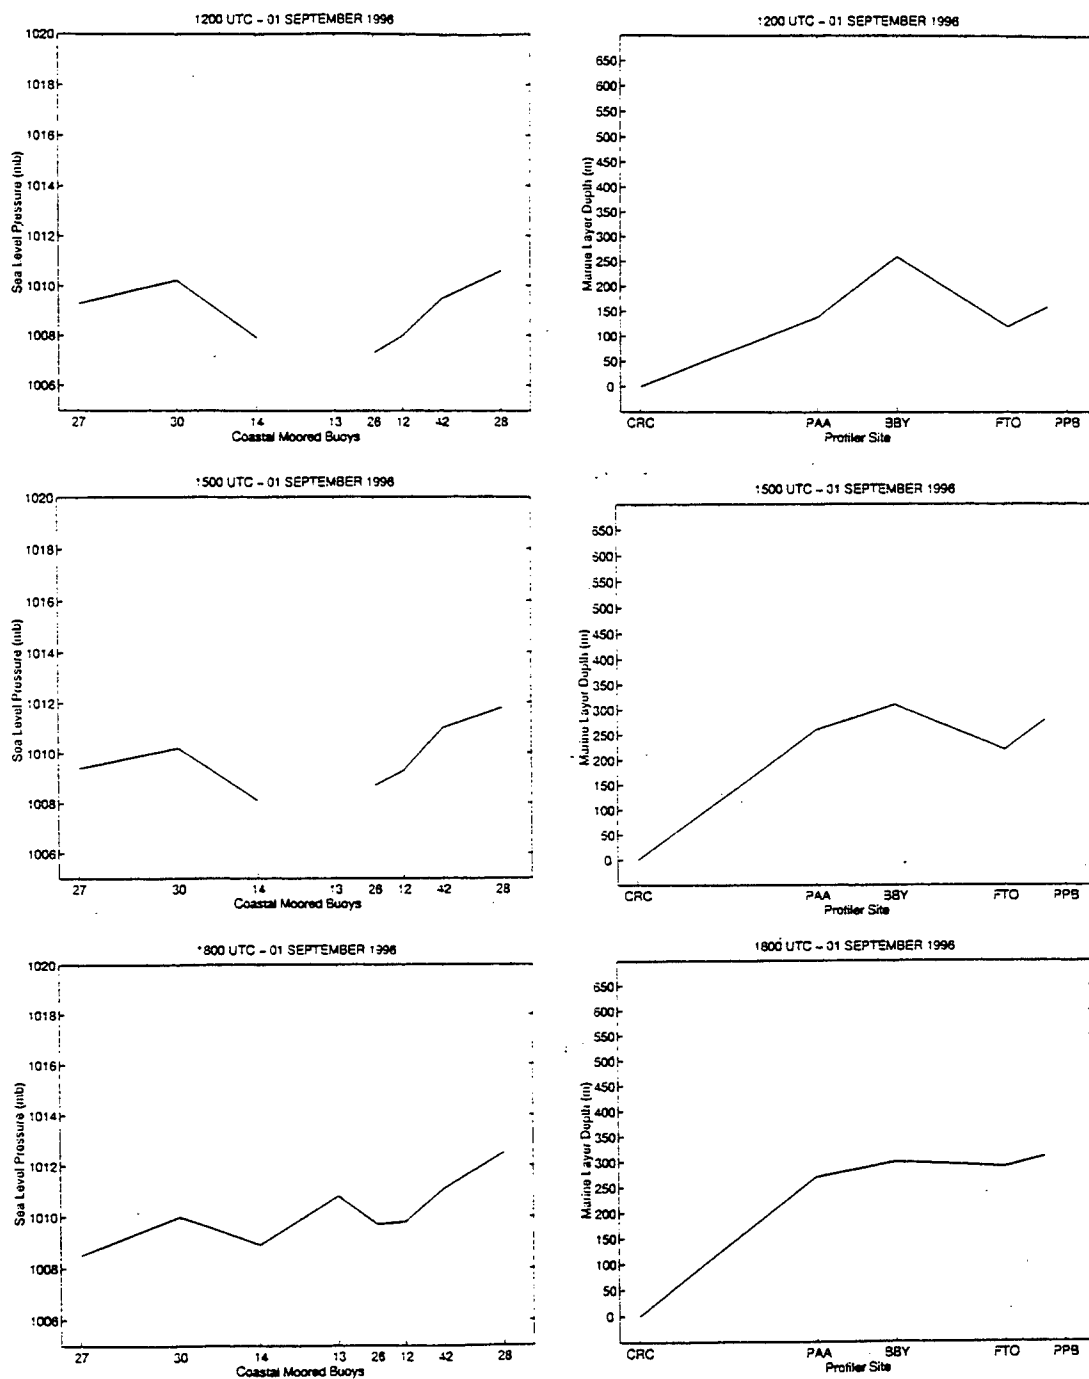 1200 UTC – 01 SEPTEMBER 1996
1020
1018
1016
1014
1012
1010
1008
1006
Sea Level Pressure (mb)
27 30 14 13 26 12 42 28
Coastal Moored Buoys
1200 UTC – 01 SEPTEMBER 1996
650
600
550
500
450
400
350
300
250
200
150
100
50
0
Marine Layer Depth (m)
CRC PAA BBY FTO PPB
Profiler Site
1500 UTC – 01 SEPTEMBER 1996
1020
1018
1016
1014
1012
1010
1008
1006
Sea Level Pressure (mb)
27 30 14 13 26 12 42 28
Coastal Moored Buoys
1500 UTC – 01 SEPTEMBER 1996
650
600
550
500
450
400
350
300
250
200
150
100
50
0
Marine Layer Depth (m)
CRC PAA BBY FTO PPB
Profiler Site
1800 UTC – 01 SEPTEMBER 1996
1020
1018
1016
1014
1012
1010
1008
1006
Sea Level Pressure (mb)
27 30 14 13 26 12 42 28
Coastal Moored Buoys
1800 UTC – 01 SEPTEMBER 1996
650
600
550
500
450
400
350
300
250
200
150
100
50
0
Marine Layer Depth (m)
CRC PAA BBY FTO PPB
Profiler Site